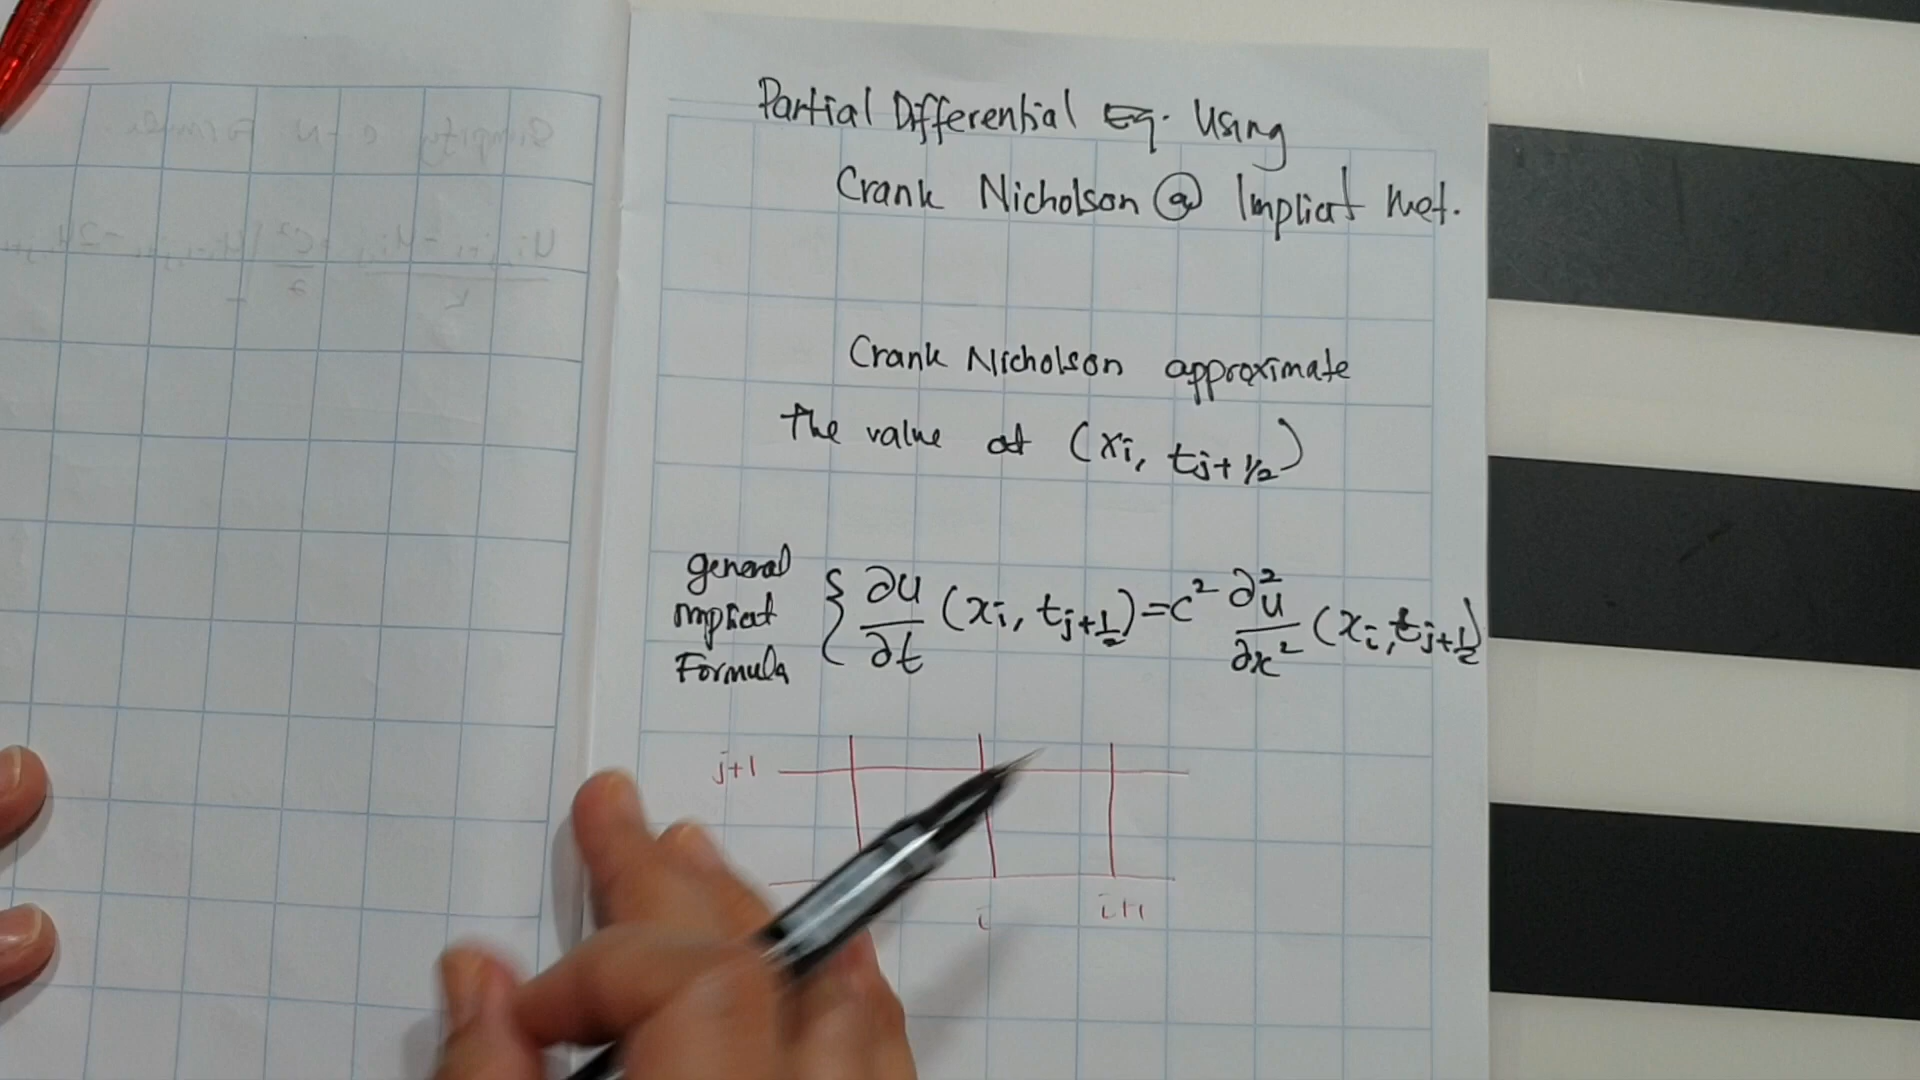 Partial Differential Eq. Using
Crank Nicholson @ Implicit Met.
Crank Nicholson approximate
the value at (xi, tj+1/2)
general
implicit
Formula
{ ∂u/∂t (xi, tj+1/2) = c² ∂²u/∂x² (xi, tj+1/2)
j+1
i i+1